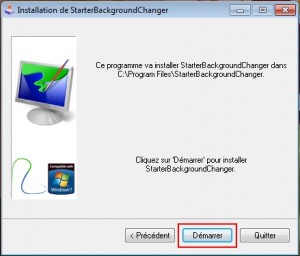 Installation de StarterBackgroundChanger
Ce programme va installer StarterBackgroundChanger dans
C:\Program Files\StarterBackgroundChanger.
Cliquez sur 'Démarrer' pour installer
StarterBackgroundChanger.
Compatible with
Windows 7
< Précédent
Démarrer
Quitter